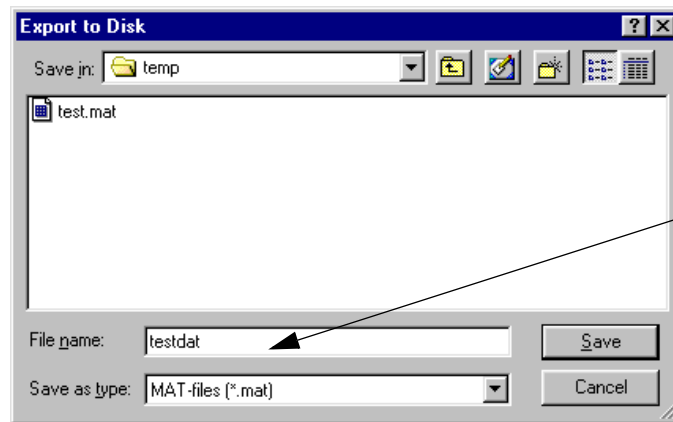 Export to Disk
Save in: temp
test.mat
File name: testdat Save
Save as type: MAT-files (*.mat) Cancel